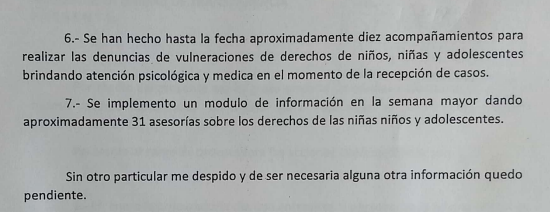 6.- Se han hecho hasta la fecha aproximadamente diez acompañamientos para
realizar las denuncias de vulneraciones de derechos de niños, niñas y adolescentes
brindando atención psicológica y medica en el momento de la recepción de casos.
7.- Se implemento un modulo de información en la semana mayor dando
aproximadamente 31 asesorías sobre los derechos de las niñas niños y adolescentes.
Sin otro particular me despido y de ser necesaria alguna otra información quedo
pendiente.